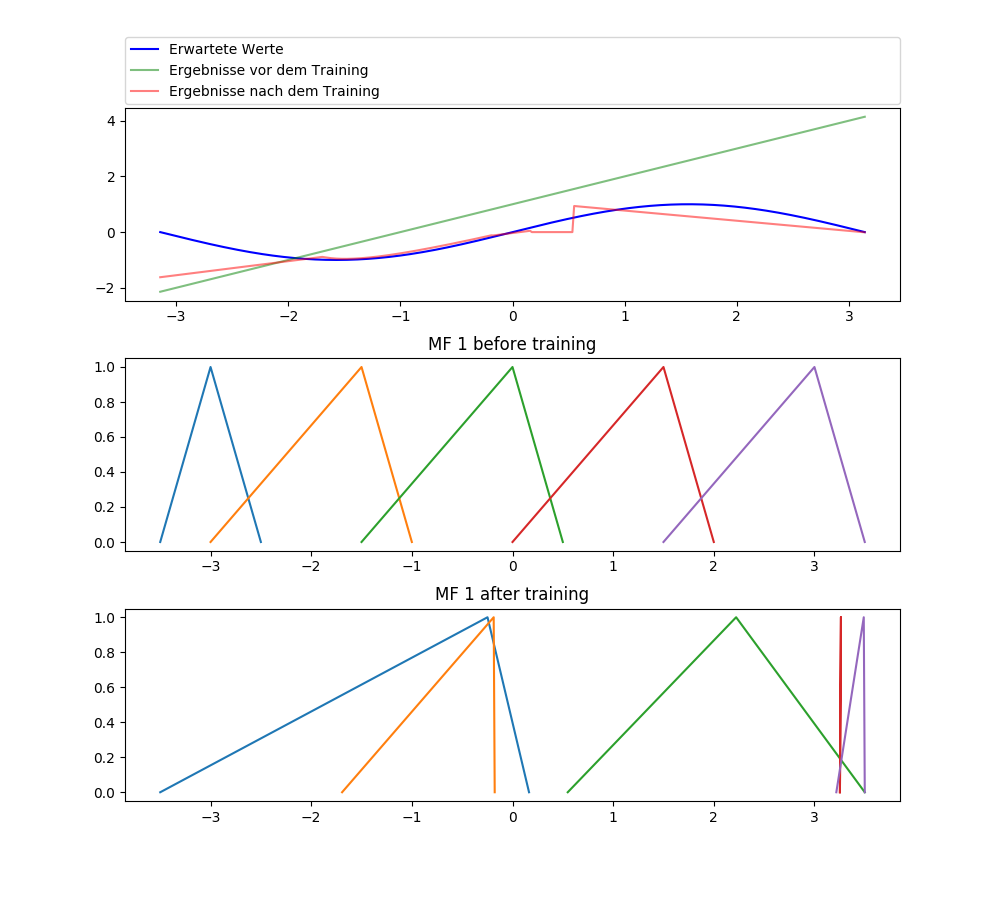 Erwartete Werte
Ergebnisse vor dem Training
Ergebnisse nach dem Training
4
2
0
−2
−3 −2 −1 0 1 2 3
MF 1 before training
1.0
0.8
0.6
0.4
0.2
0.0
−3 −2 −1 0 1 2 3
MF 1 after training
1.0
0.8
0.6
0.4
0.2
0.0
−3 −2 −1 0 1 2 3